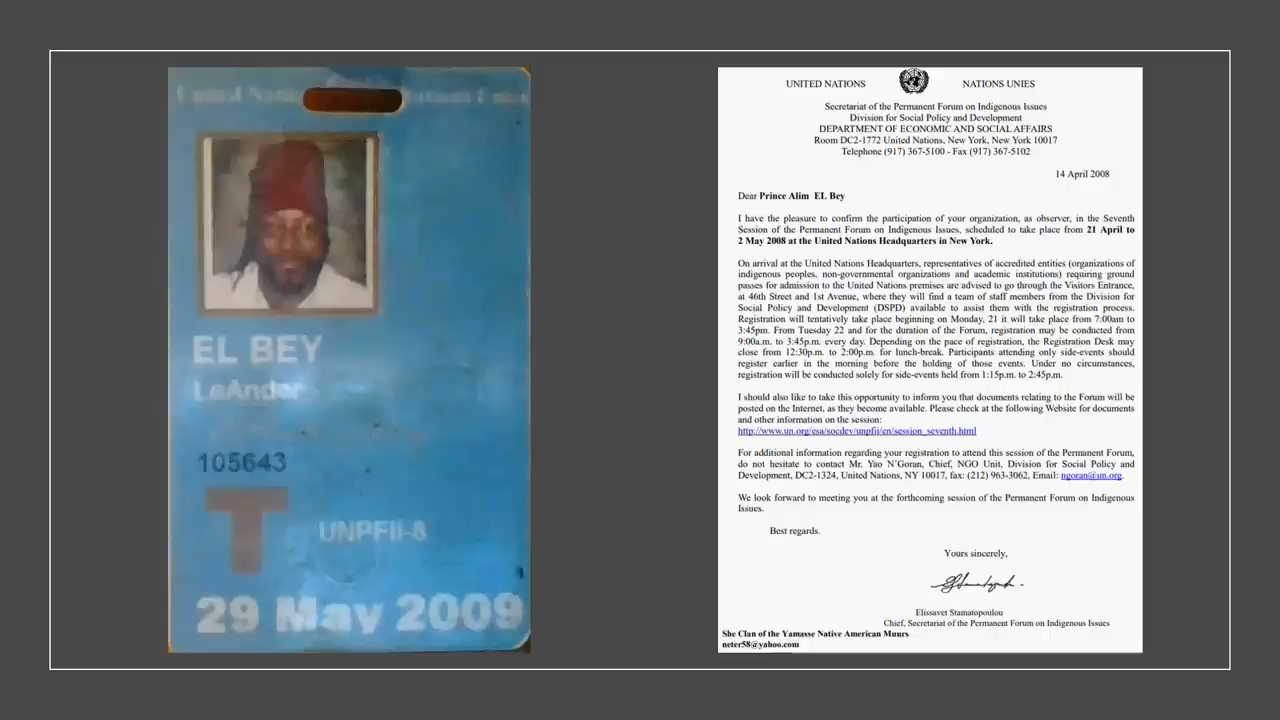 EL BEY
LeAnder
105643
T
UNPFII-8
29 May 2009
UNITED NATIONS NATIONS UNIES
Secretariat of the Permanent Forum on Indigenous Issues
Division for Social Policy and Development
DEPARTMENT OF ECONOMIC AND SOCIAL AFFAIRS
Room DC2-1772 United Nations, New York, New York 10017
Telephone (917) 367-5100 - Fax (917) 367-5102
14 April 2008
Dear Prince Alim EL Bey
I have the pleasure to confirm the participation of your organization, as observer, in the Seventh
Session of the Permanent Forum on Indigenous Issues, scheduled to take place from 21 April to
2 May 2008 at the United Nations Headquarters in New York.
On arrival at the United Nations Headquarters, representatives of accredited entities (organizations of
indigenous peoples, non-governmental organizations and academic institutions) requiring ground
passes for admission to the United Nations premises are advised to go through the Visitors Entrance,
at 46th Street and 1st Avenue, where they will find a team of staff members from the Division for
Social Policy and Development (DSPD) available to assist them with the registration process.
Registration will tentatively take place beginning on Monday, 21 it will take place from 7:00am to
3:45pm. From Tuesday 22 and for the duration of the Forum, registration may be conducted from
9:00a.m. to 3:45p.m. every day. Depending on the pace of registration, the Registration Desk may
close from 12:30p.m. to 2:00p.m. for lunch-break. Participants attending only side-events should
register earlier in the morning before the holding of those events. Under no circumstances,
registration will be conducted solely for side-events held from 1:15p.m. to 2:45p.m.
I should also like to take this opportunity to inform you that documents relating to the Forum will be
posted on the Internet, as they become available. Please check at the following Website for documents
and other information on the session:
http://www.un.org/esa/socdev/unpfii/en/session_seventh.html
For additional information regarding your registration to attend this session of the Permanent Forum,
do not hesitate to contact Mr. Yao N'Goran, Chief, NGO Unit, Division for Social Policy and
Development, DC2-1324, United Nations, NY 10017, fax: (212) 963-3062, Email: ngoran@un.org.
We look forward to meeting you at the forthcoming session of the Permanent Forum on Indigenous
Issues.
Best regards.
Yours sincerely,
Elissavet Stamatopoulou
Chief, Secretariat of the Permanent Forum on Indigenous Issues
She Clan of the Yamasse Native American Muurs
neter58@yahoo.com